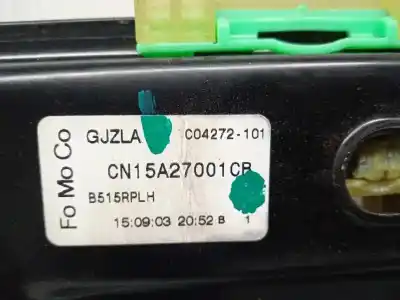 Fo Mo Co
GJZLA C04272-101
CN15A27001CB
B515RPLH
15:09:03 20:52 B 1